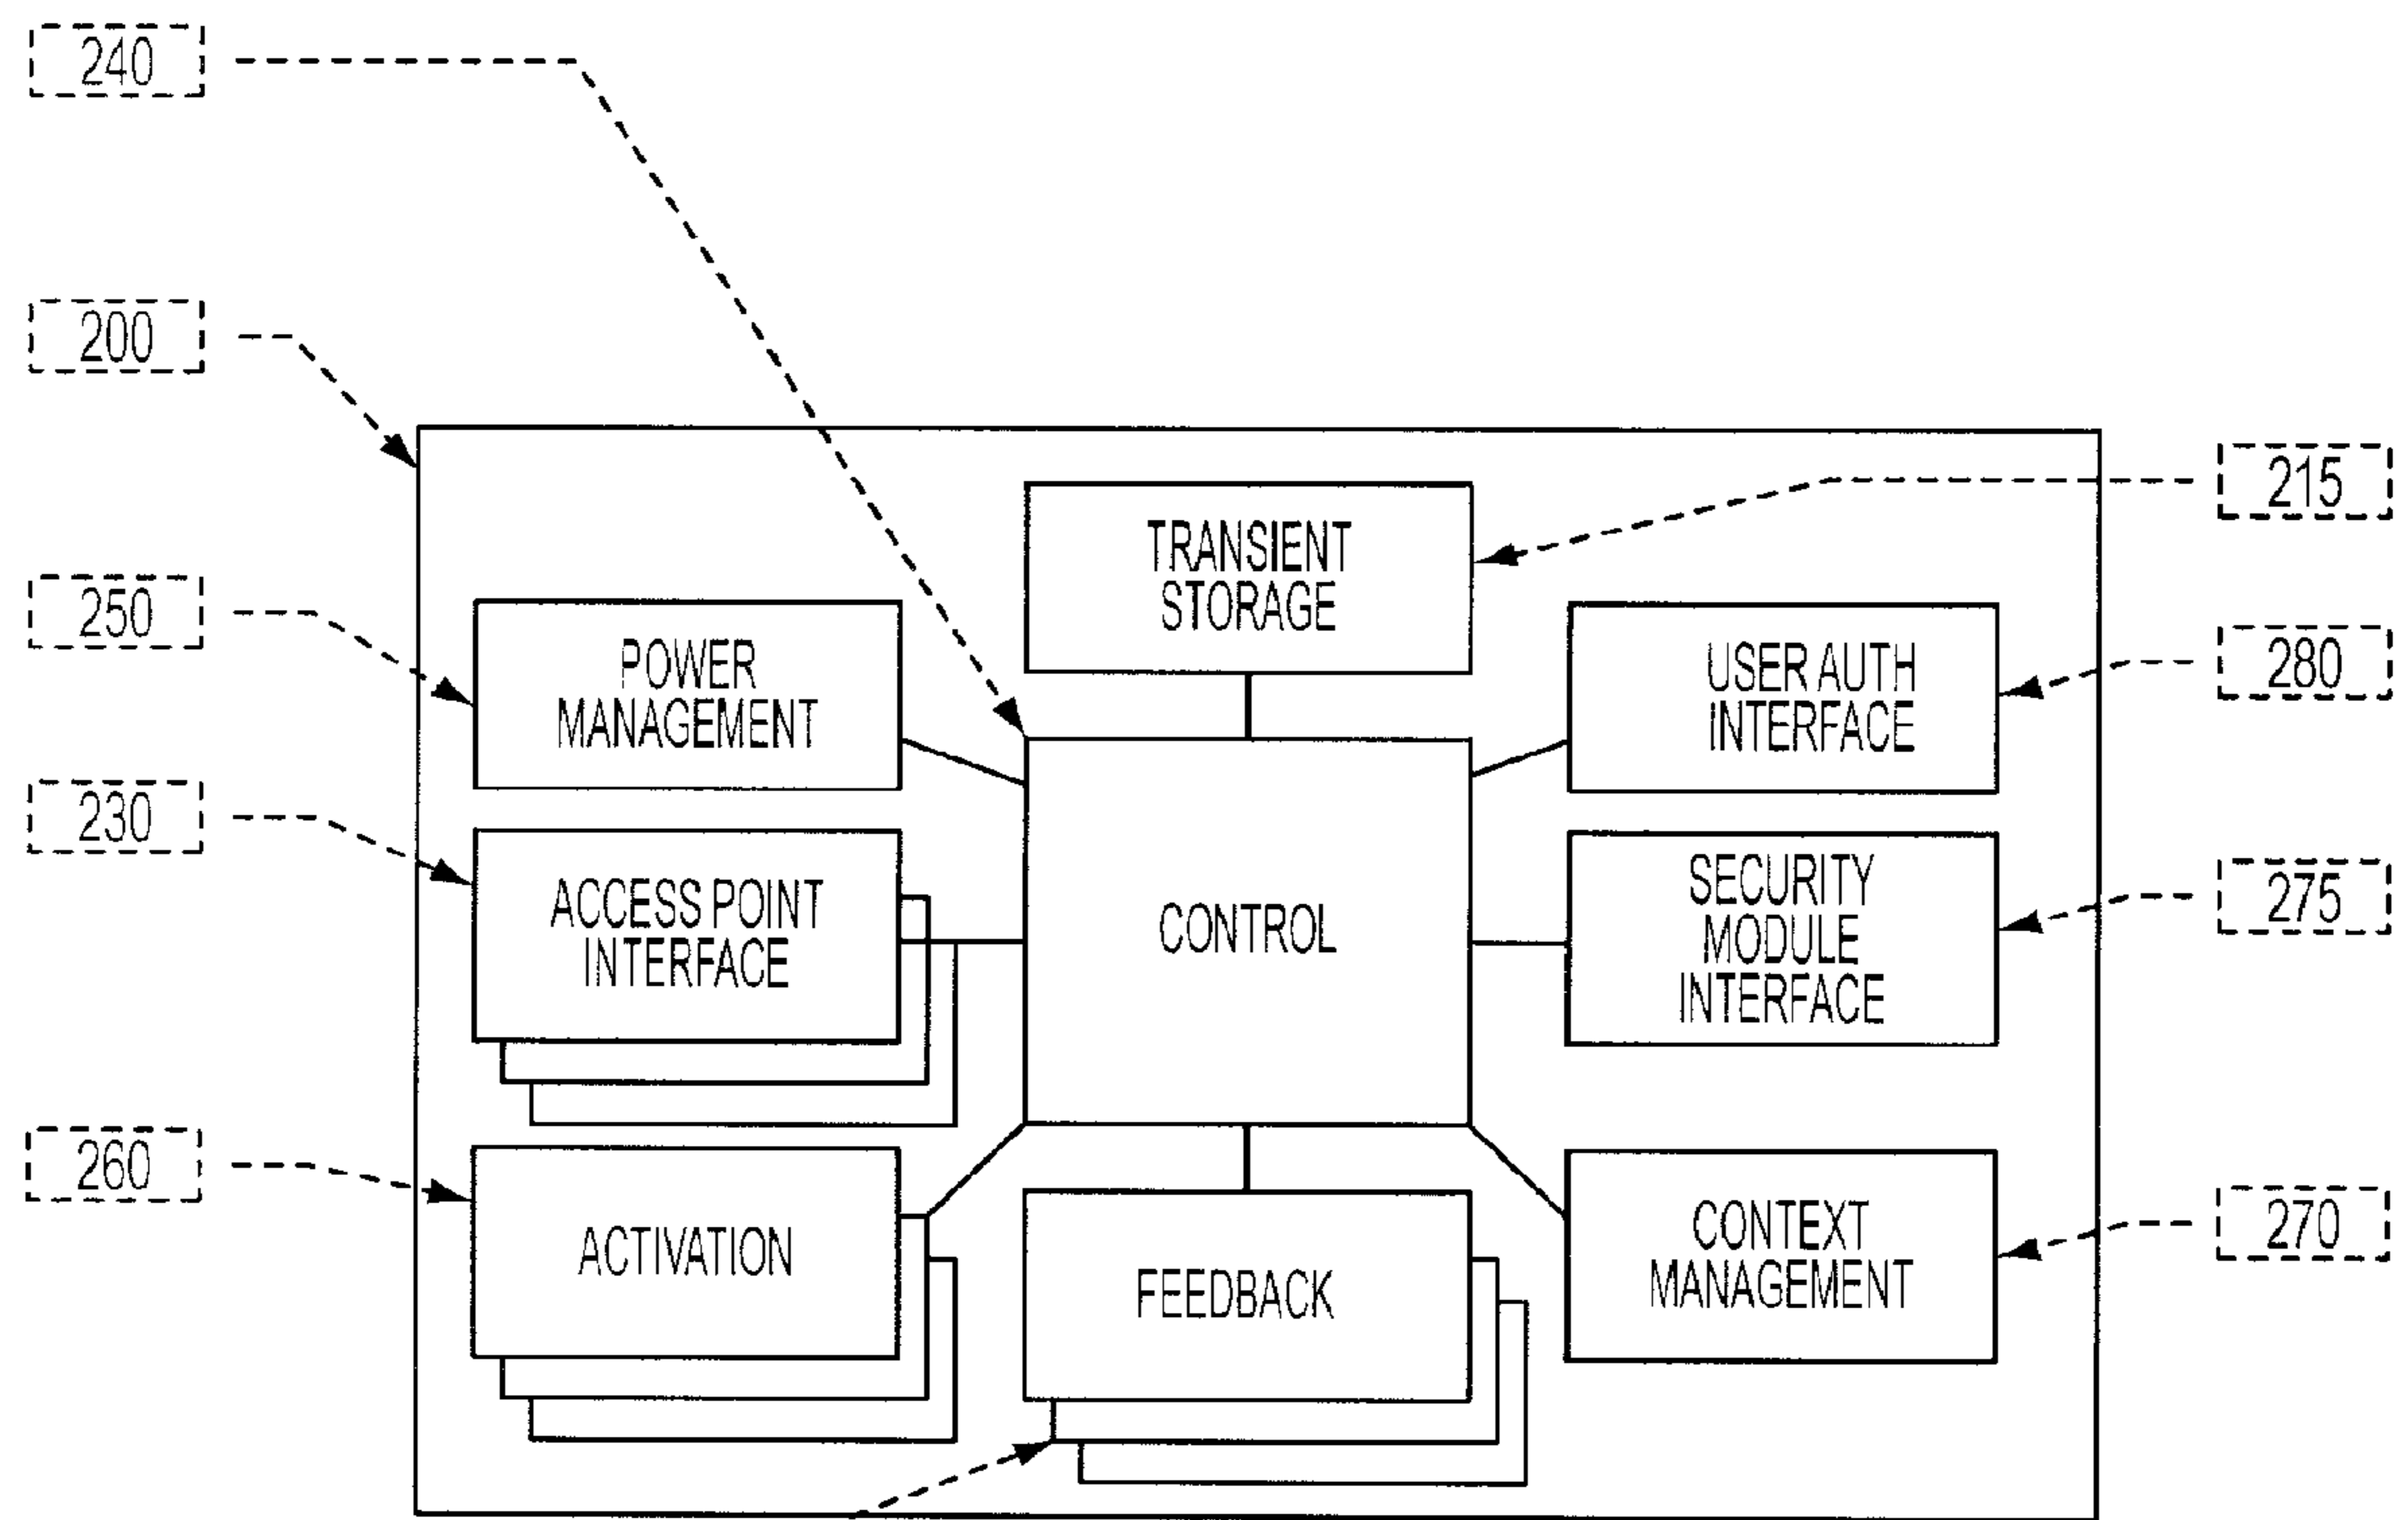 240
200
TRANSIENT
STORAGE
215
250
POWER
MANAGEMENT
USER AUTH
INTERFACE
280
230
ACCESS POINT
INTERFACE
CONTROL
SECURITY
MODULE
INTERFACE
275
260
ACTIVATION
FEEDBACK
CONTEXT
MANAGEMENT
270